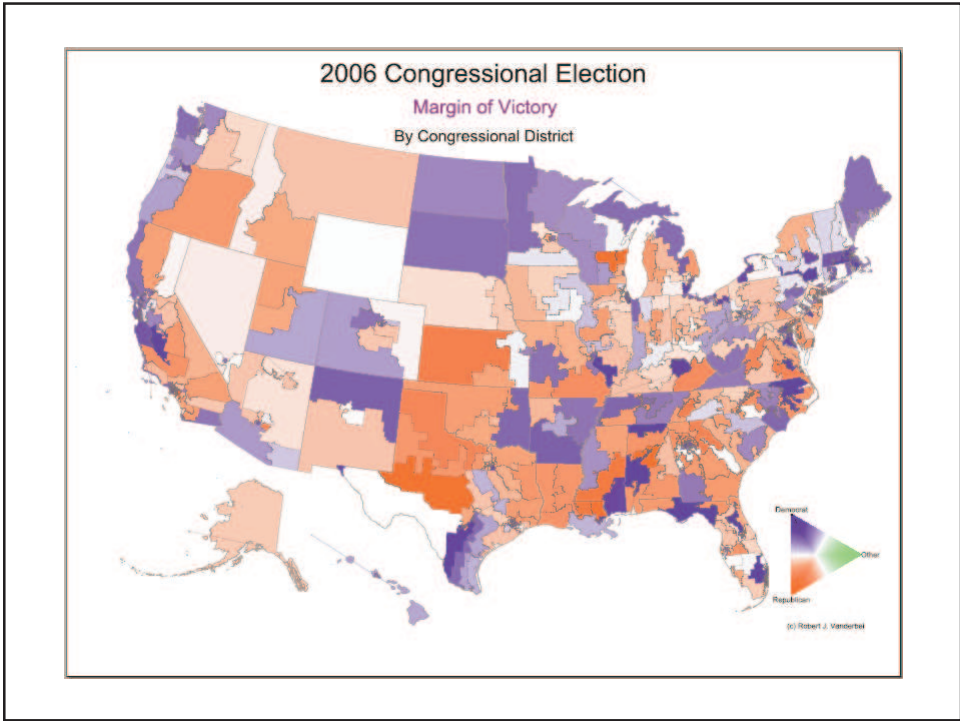 2006 Congressional Election
Margin of Victory
By Congressional District
Democrat
Other
Republican
(c) Robert J. Vanderbei